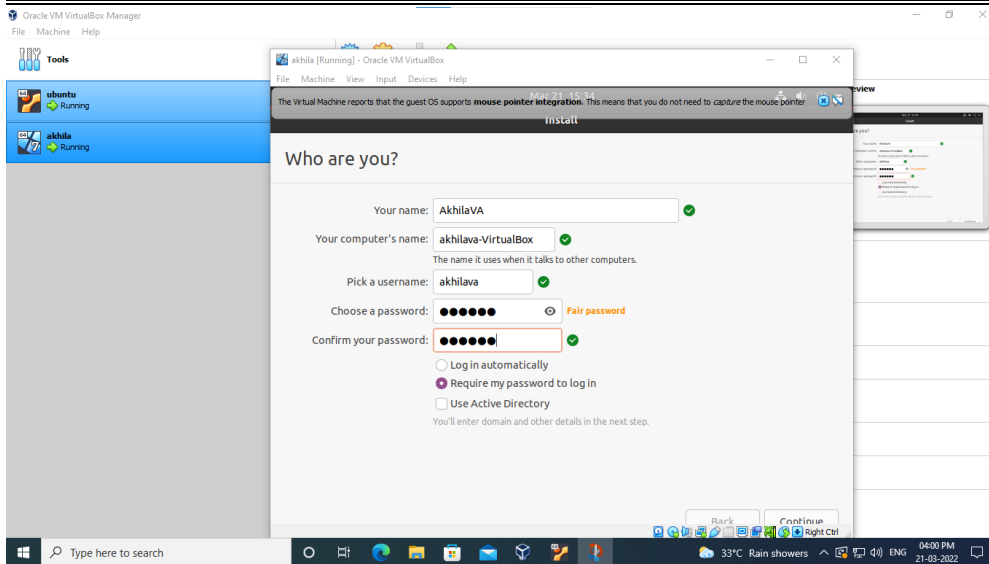 Oracle VM VirtualBox Manager
File Machine Help
Tools
64
ubuntu
Running
64
akhila
Running
akhila [Running] - Oracle VM VirtualBox
File Machine View Input Devices Help
Mar 21 15:34
The Virtual Machine reports that the guest OS supports mouse pointer integration. This means that you do not need to capture the mouse pointer
Install
Who are you?
Your name: AkhilaVA
Your computer's name: akhilava-VirtualBox
The name it uses when it talks to other computers.
Pick a username: akhilava
Choose a password: ●●●●●● Fair password
Confirm your password: ●●●●●●
Log in automatically
Require my password to log in
Use Active Directory
You'll enter domain and other details in the next step.
Back Continue
Right Ctrl
eview
Type here to search
33°C Rain showers
ENG
04:00 PM
21-03-2022